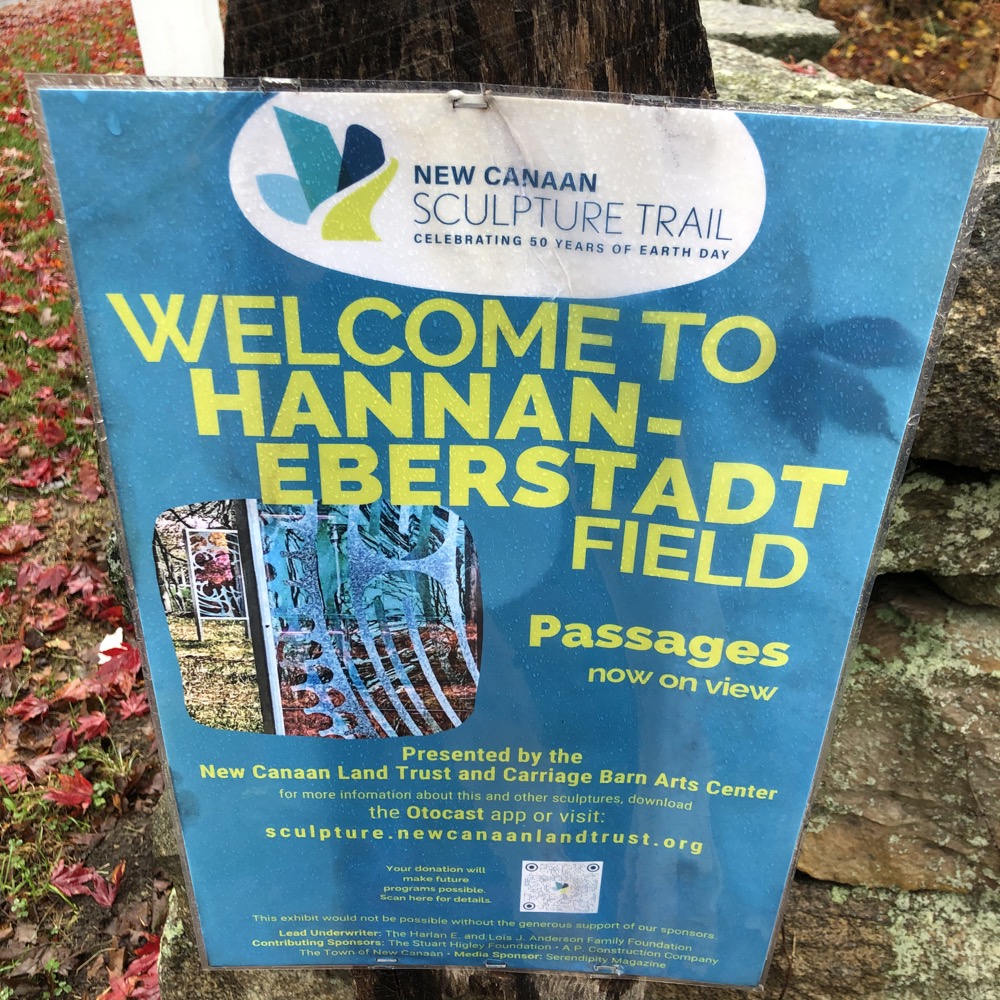 NEW CANAAN
SCULPTURE TRAIL
CELEBRATING 50 YEARS OF EARTH DAY
WELCOME TO
HANNAN-
EBERSTADT
FIELD
Passages
now on view
Presented by the
New Canaan Land Trust and Carriage Barn Arts Center
for more infomation about this and other sculptures, download
the Otocast app or visit:
sculpture.newcanaanlandtrust.org
Your donation will
make future
programs possible.
Scan here for details.
This exhibit would not be possible without the generous support of our sponsors
Lead Underwriter: The Harlan E. and Lois J. Anderson Family Foundation
Contributing Sponsors: The Stuart Higley Foundation • A.P. Construction Company
The Town of New Canaan • Media Sponsor: Serendipity Magazine